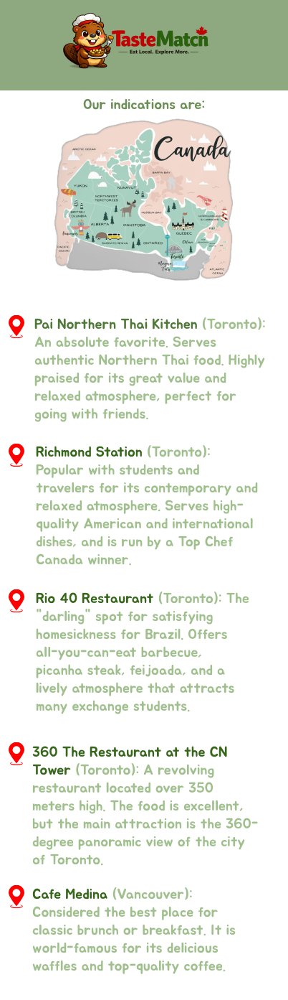 TasteMatch
Eat Local, Explore More.
Our indications are:
Canada
ARCTIC OCEAN
BAFFIN BAY
YUKON
NUNAVUT
NORTHWEST
TERRITORIES
BRITISH
COLUMBIA
HUDSON BAY
ALBERTA
MANITOBA
QUEBEC
Vancouver
SASKATCHEWAN
ONTARIO
Ottawa
PACIFIC
OCEAN
Toronto
Niagara
Falls
ATLANTIC
OCEAN
Pai Northern Thai Kitchen (Toronto):
An absolute favorite. Serves
authentic Northern Thai food. Highly
praised for its great value and
relaxed atmosphere, perfect for
going with friends.
Richmond Station (Toronto):
Popular with students and
travelers for its contemporary and
relaxed atmosphere. Serves high-
quality American and international
dishes, and is run by a Top Chef
Canada winner.
Rio 40 Restaurant (Toronto): The
"darling" spot for satisfying
homesickness for Brazil. Offers
all-you-can-eat barbecue,
picanha steak, feijoada, and a
lively atmosphere that attracts
many exchange students.
360 The Restaurant at the CN
Tower (Toronto): A revolving
restaurant located over 350
meters high. The food is excellent,
but the main attraction is the 360-
degree panoramic view of the city
of Toronto.
Cafe Medina (Vancouver):
Considered the best place for
classic brunch or breakfast. It is
world-famous for its delicious
waffles and top-quality coffee.